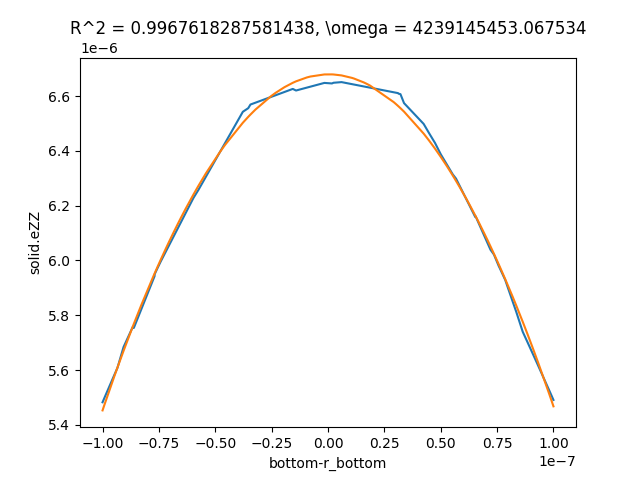 R^2 = 0.9967618287581438, \omega = 4239145453.067534
1e−6
6.6
6.4
6.2
6.0
5.8
5.6
5.4
solid.eZZ
−1.00 −0.75 −0.50 −0.25 0.00 0.25 0.50 0.75 1.00
1e−7
bottom-r_bottom